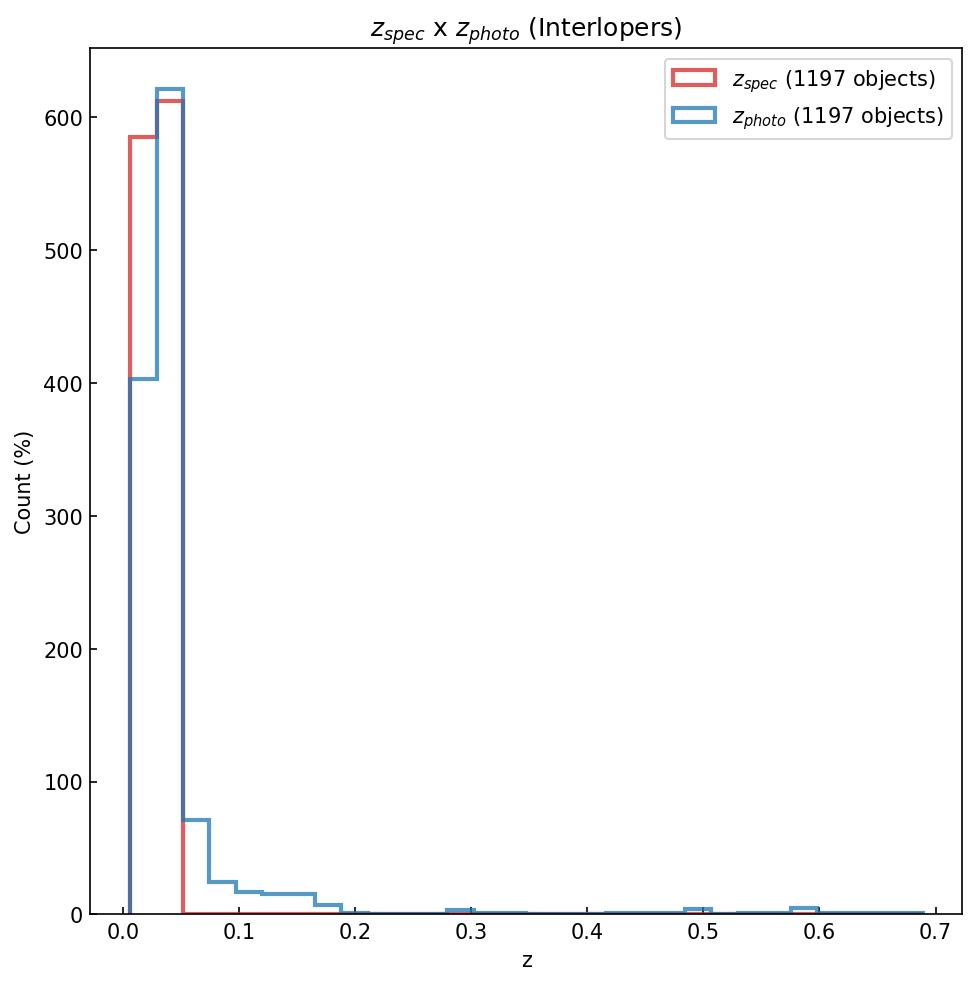 z_spec x z_photo (Interlopers)
z_spec (1197 objects)
z_photo (1197 objects)
Count (%)
600
500
400
300
200
100
0
0.0 0.1 0.2 0.3 0.4 0.5 0.6 0.7
z